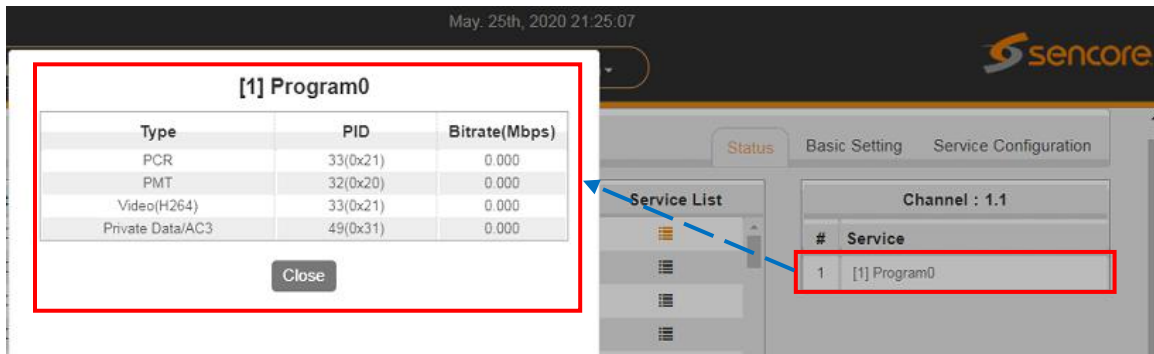 May. 25th, 2020 21:25:07
sencore
[1] Program0
Type PID Bitrate(Mbps)
PCR 33(0x21) 0.000
PMT 32(0x20) 0.000
Video(H264) 33(0x21) 0.000
Private Data/AC3 49(0x31) 0.000
Close
Status Basic Setting Service Configuration
Service List
Channel : 1.1
# Service
1 [1] Program0